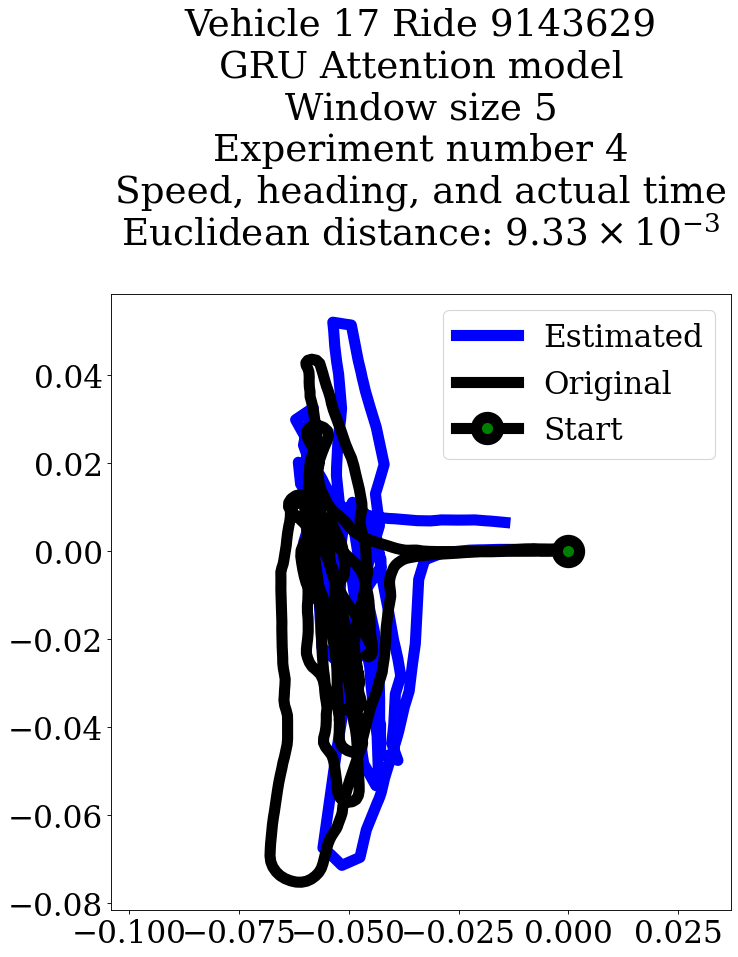 Vehicle 17 Ride 9143629
GRU Attention model
Window size 5
Experiment number 4
Speed, heading, and actual time
Euclidean distance: 9.33 × 10⁻³
Estimated
Original
Start
0.04
0.02
0.00
−0.02
−0.04
−0.06
−0.08
−0.100 −0.075 −0.050 −0.025 0.000 0.025